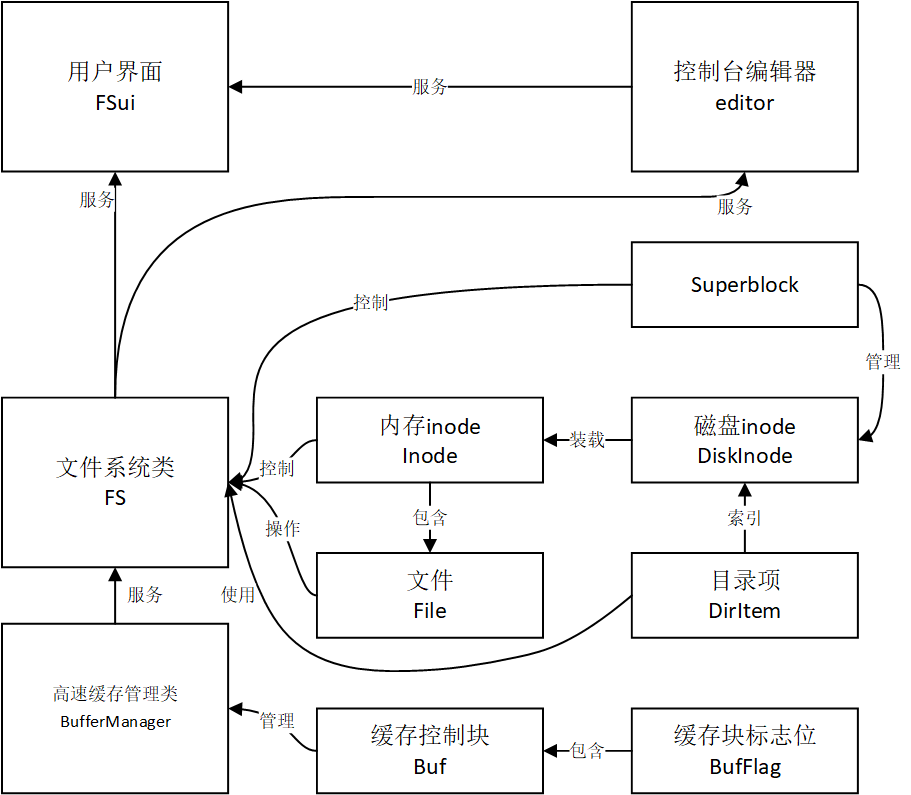 用户界面
FSui
服务
控制台编辑器
editor
服务
服务
Superblock
控制
管理
文件系统类
FS
内存inode
Inode
装载
磁盘inode
DiskInode
控制
包含
索引
操作
文件
File
目录项
DirItem
服务
使用
高速缓存管理类
BufferManager
管理
缓存控制块
Buf
包含
缓存块标志位
BufFlag